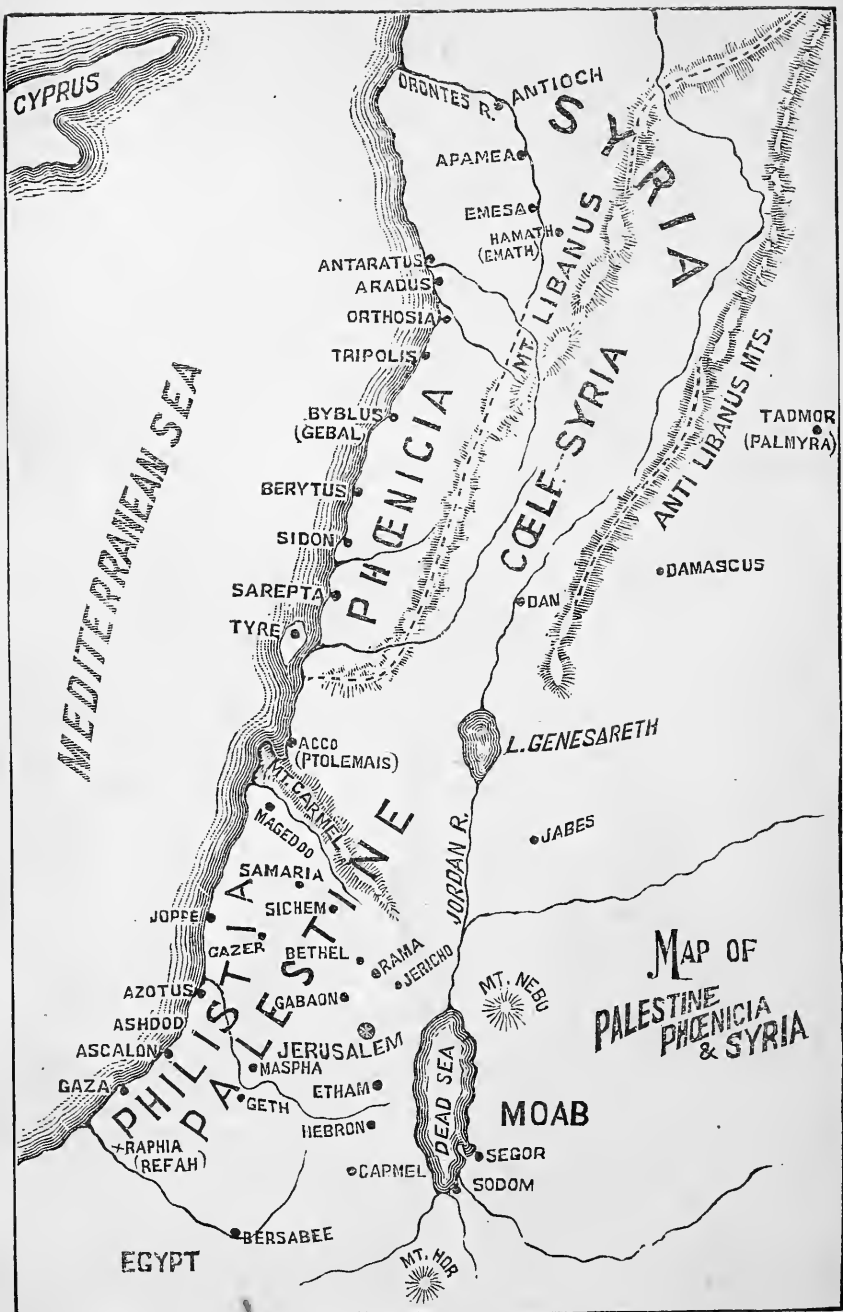 CYPRUS
ORONTES R.
ANTIOCH
SYRIA
APAMEA
EMESA
HAMATH
(EMATH)
ANTARATUS
ARADUS
ORTHOSIA
TRIPOLIS
MT. LIBANUS
BYBLUS
(GEBAL)
PHŒNICIA
CŒLE-SYRIA
ANTI LIBANUS MTS.
TADMOR
(PALMYRA)
MEDITERRANEAN SEA
BERYTUS
SIDON
SAREPTA
TYRE
DAMASCUS
DAN
ACCO
(PTOLEMAIS)
L. GENESARETH
MT. CARMEL
MAGEDDO
JABES
JORDAN R.
SAMARIA
SICHEM
JOPPE
GAZER
BETHEL
RAMA
JERICHO
GABAON
AZOTUS
ASHDOD
ASCALON
GAZA
PHILISTIA
PALESTINE
JERUSALEM
MASPHA
GETH
ETHAM
HEBRON
RAPHIA
(REFAH)
CAPMEL
BERSABEE
EGYPT
MT. NEBU
DEAD SEA
MOAB
SEGOR
SODOM
MT. HOR
MAP OF
PALESTINE
PHŒNICIA
& SYRIA